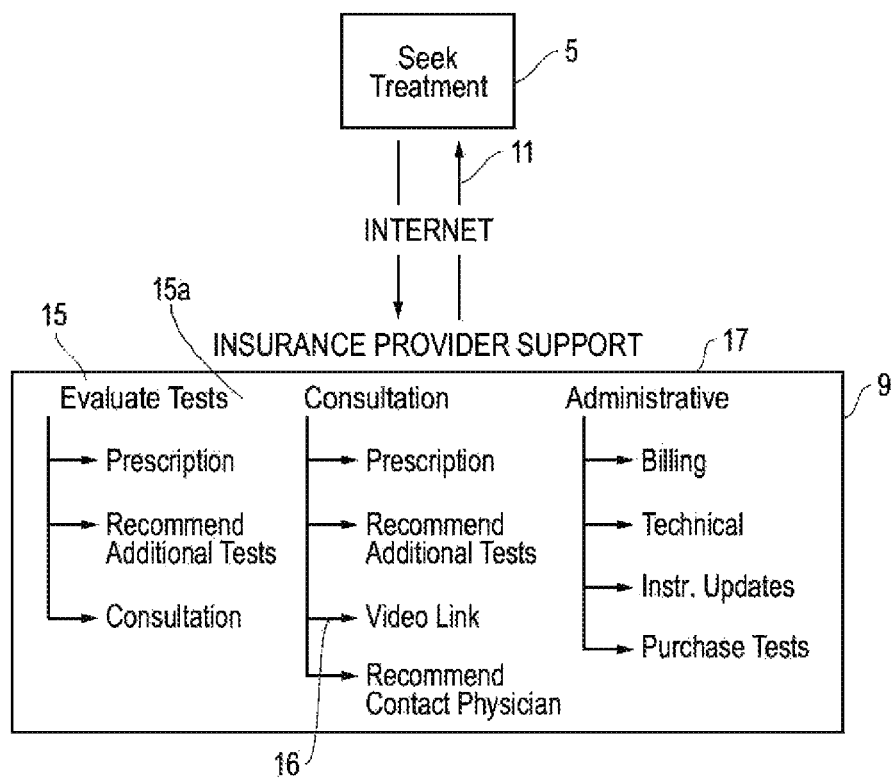 Seek
Treatment
5
11
INTERNET
15
15a
INSURANCE PROVIDER SUPPORT
17
9
Evaluate Tests
Prescription
Recommend
Additional Tests
Consultation
Consultation
Prescription
Recommend
Additional Tests
Video Link
Recommend
Contact Physician
16
Administrative
Billing
Technical
Instr. Updates
Purchase Tests